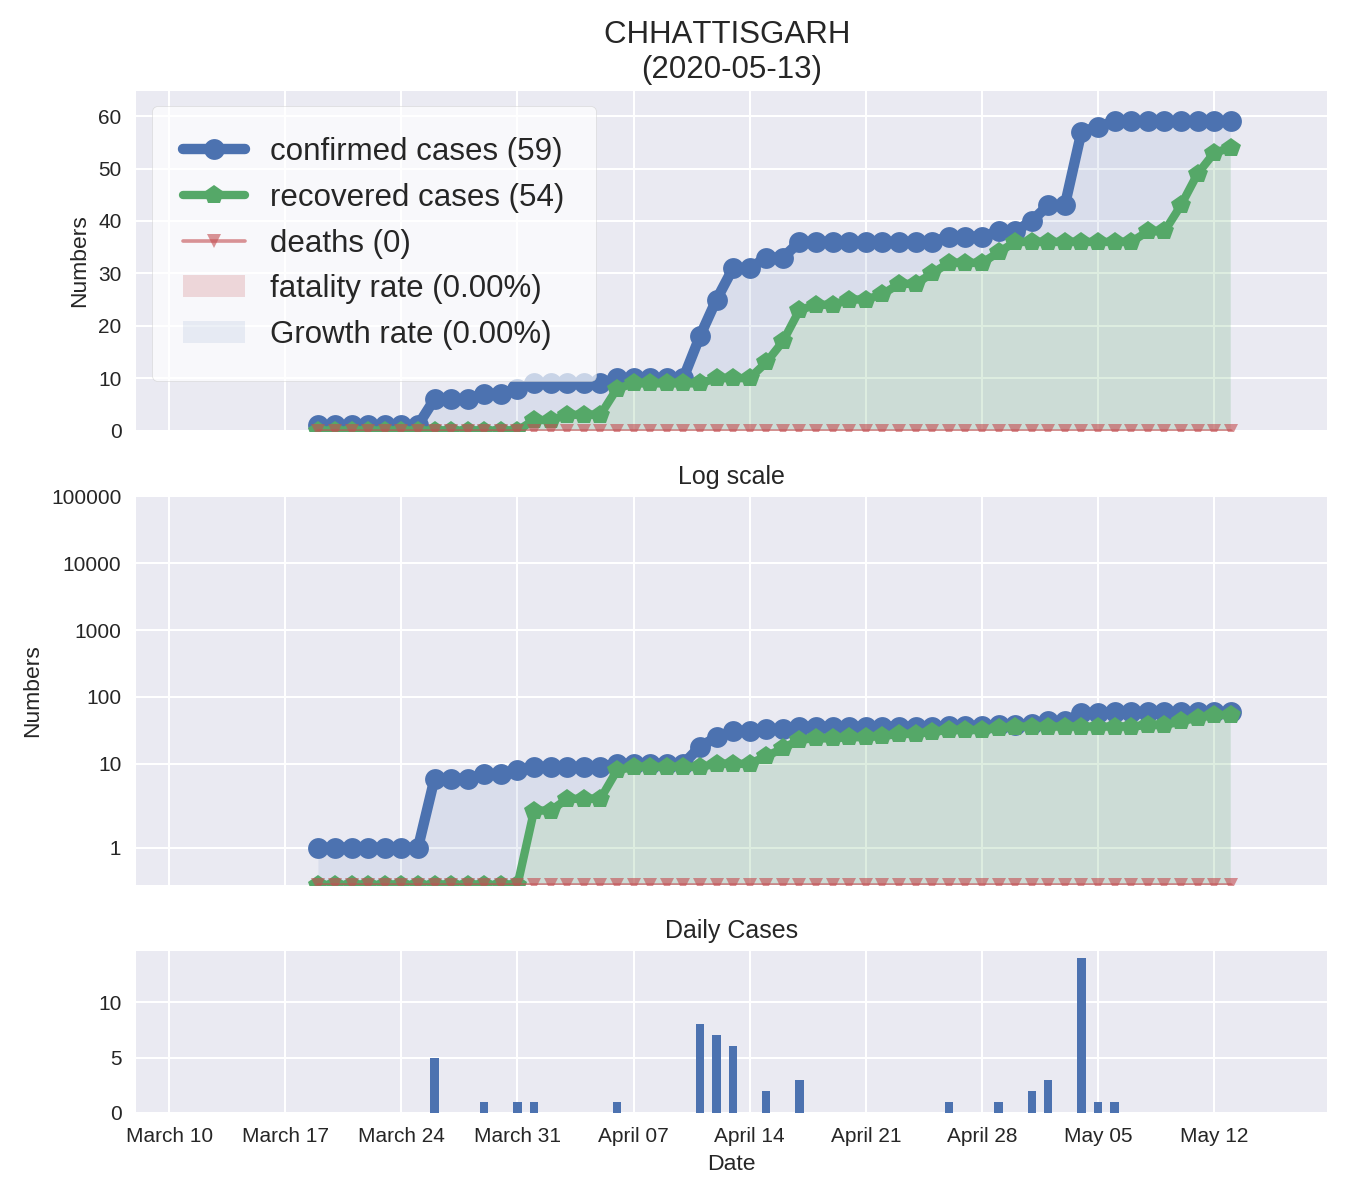 CHHATTISGARH
(2020-05-13)
60
50
40
30
20
10
0
Numbers
confirmed cases (59)
recovered cases (54)
deaths (0)
fatality rate (0.00%)
Growth rate (0.00%)
Log scale
100000
10000
1000
100
10
1
Numbers
Daily Cases
10
5
0
March 10 March 17 March 24 March 31 April 07 April 14 April 21 April 28 May 05 May 12
Date